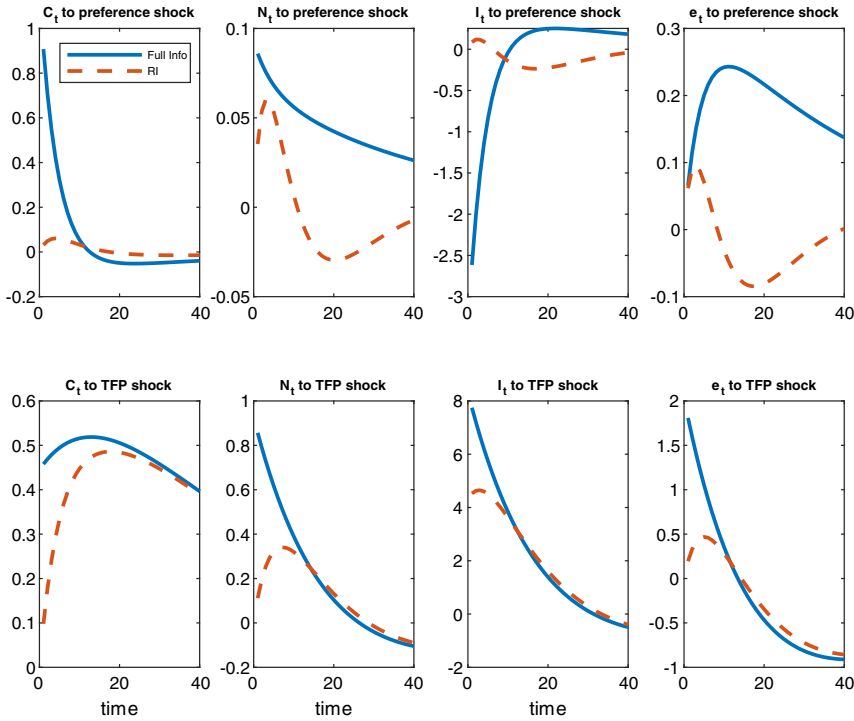 C_t to preference shock
N_t to preference shock
I_t to preference shock
e_t to preference shock
1
0.8
0.6
0.4
0.2
0
-0.2
0 20 40
Full Info
RI
0.1
0.05
0
-0.05
0 20 40
0
-0.5
-1
-1.5
-2
-2.5
-3
0 20 40
0.3
0.2
0.1
0
-0.1
0 20 40
C_t to TFP shock
N_t to TFP shock
I_t to TFP shock
e_t to TFP shock
0.6
0.5
0.4
0.3
0.2
0.1
0
0 20 40
time
1
0.8
0.6
0.4
0.2
0
-0.2
0 20 40
time
8
6
4
2
0
-2
0 20 40
time
2
1.5
1
0.5
0
-0.5
-1
0 20 40
time